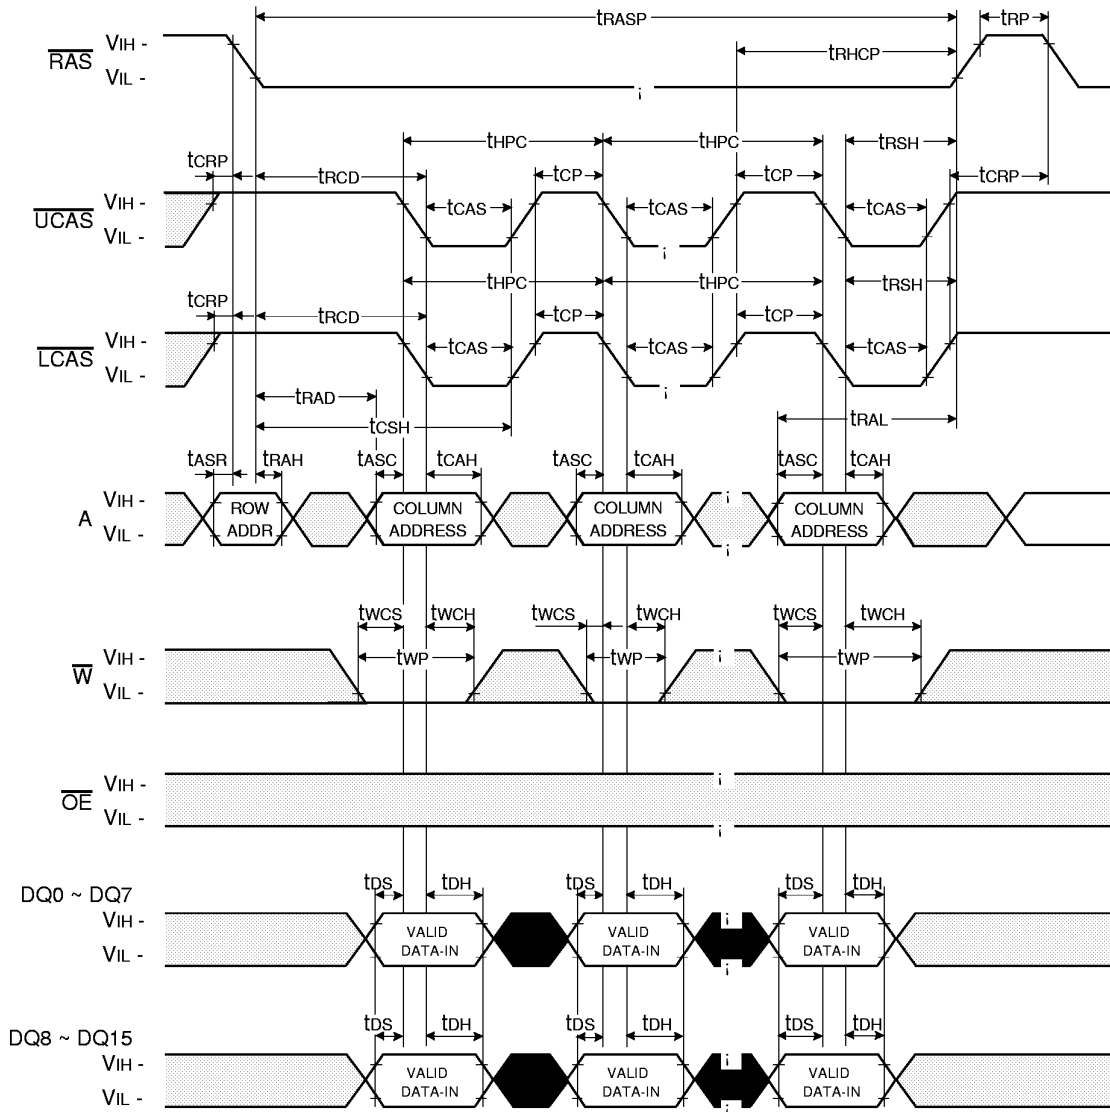 tRASP tRP
RAS VIH -
tRHCP
VIL -
tHPC tHPC tRSH
tCRP tRCD tCP tCP tCRP
UCAS VIH -
tCAS tCAS tCAS
VIL -
tHPC tHPC tRSH
tCRP tRCD tCP tCP
LCAS VIH -
tCAS tCAS tCAS
VIL -
tRAD
tCSH tRAL
tASR tRAH tASC tCAH tASC tCAH tASC tCAH
A VIH -
ROW ADDR COLUMN ADDRESS COLUMN ADDRESS COLUMN ADDRESS
VIL -
tWCS tWCH tWCS tWCH tWCS tWCH
W VIH -
tWP tWP tWP
VIL -
OE VIH -
VIL -
DQ0 ~ DQ7
tDS tDH tDS tDH tDS tDH
VIH -
VALID DATA-IN VALID DATA-IN VALID DATA-IN
VIL -
DQ8 ~ DQ15
tDS tDH tDS tDH tDS tDH
VIH -
VALID DATA-IN VALID DATA-IN VALID DATA-IN
VIL -